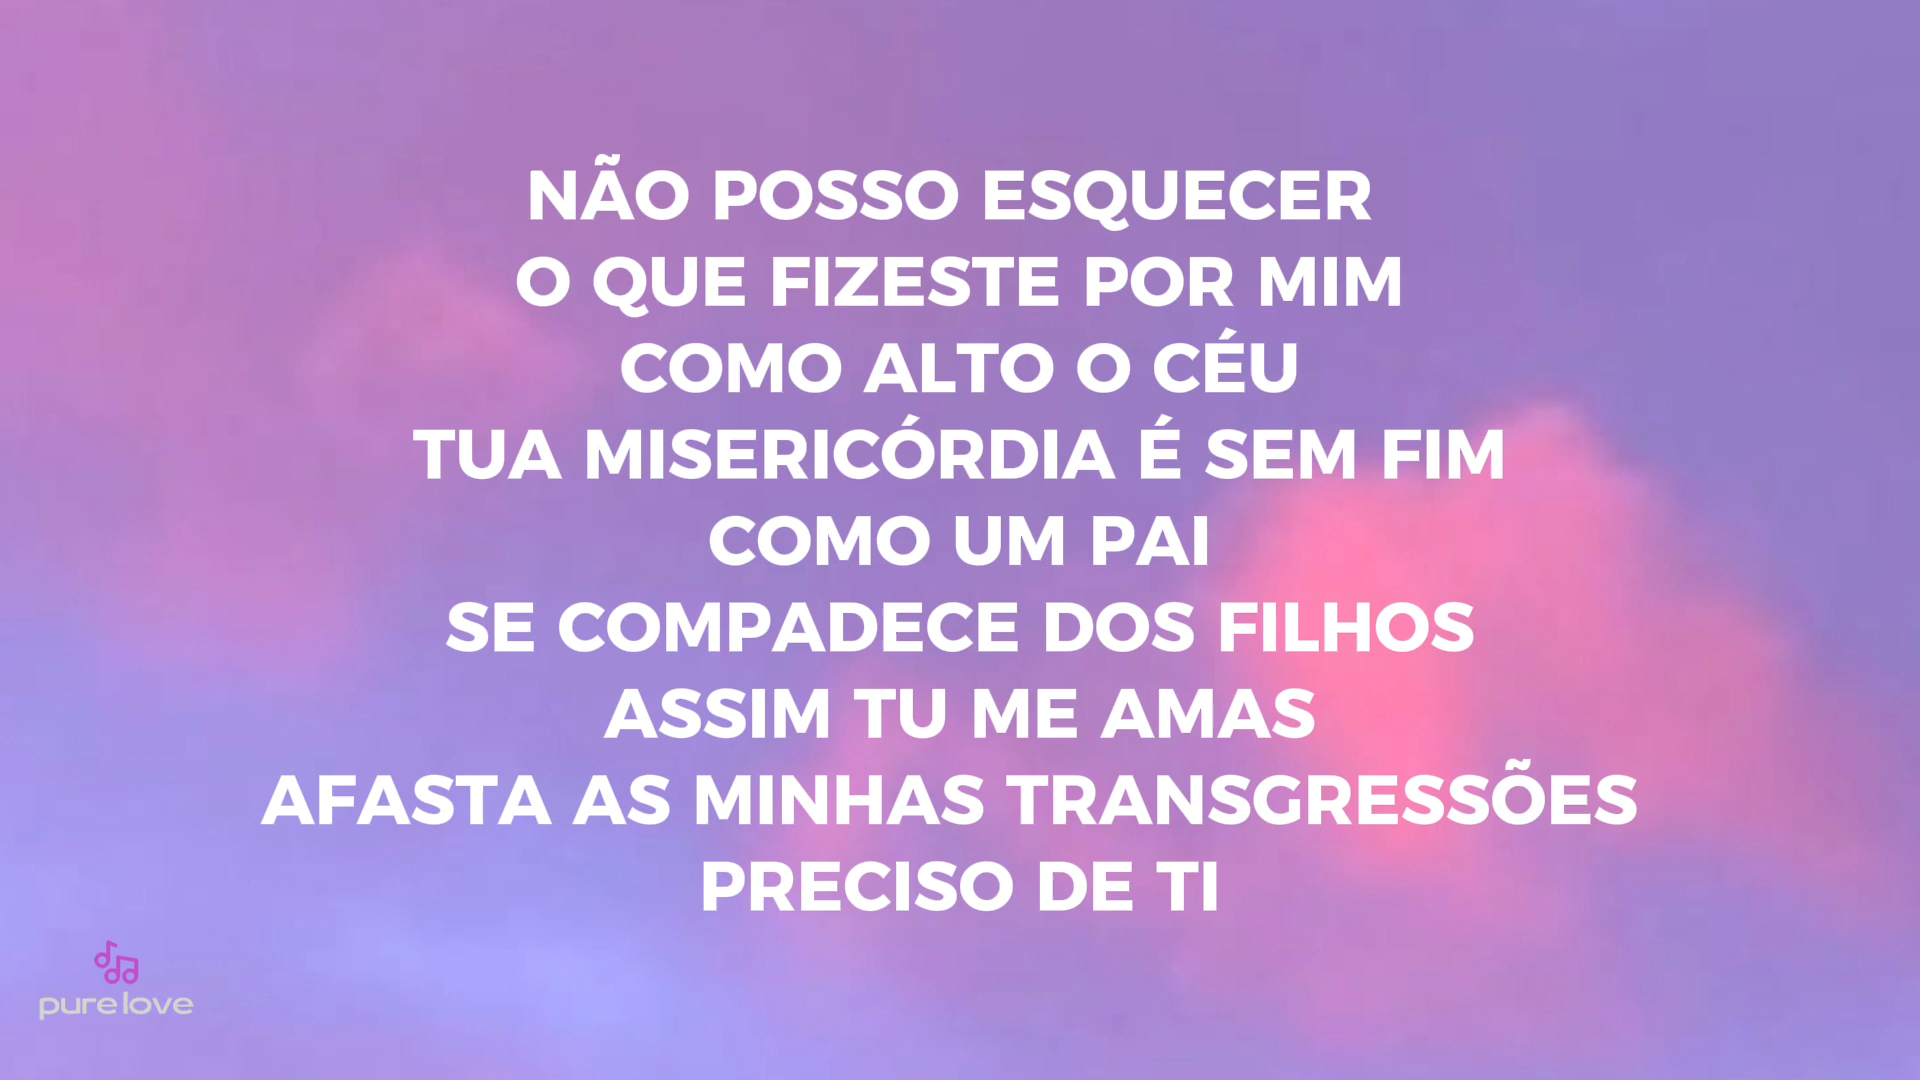 NÃO POSSO ESQUECER
O QUE FIZESTE POR MIM
COMO ALTO O CÉU
TUA MISERICÓRDIA É SEM FIM
COMO UM PAI
SE COMPADECE DOS FILHOS
ASSIM TU ME AMAS
AFASTA AS MINHAS TRANSGRESSÕES
PRECISO DE TI
pure love